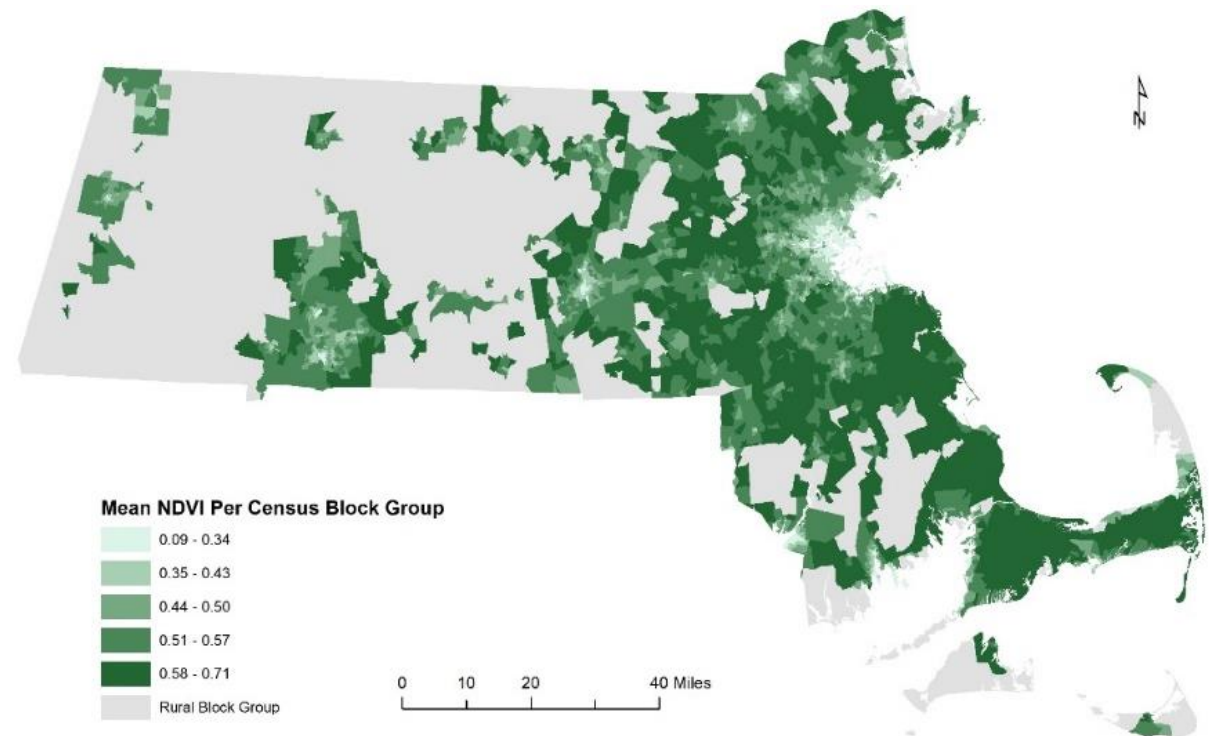 N
Mean NDVI Per Census Block Group
0.09 - 0.34
0.35 - 0.43
0.44 - 0.50
0.51 - 0.57
0.58 - 0.71
Rural Block Group
0 10 20 40 Miles